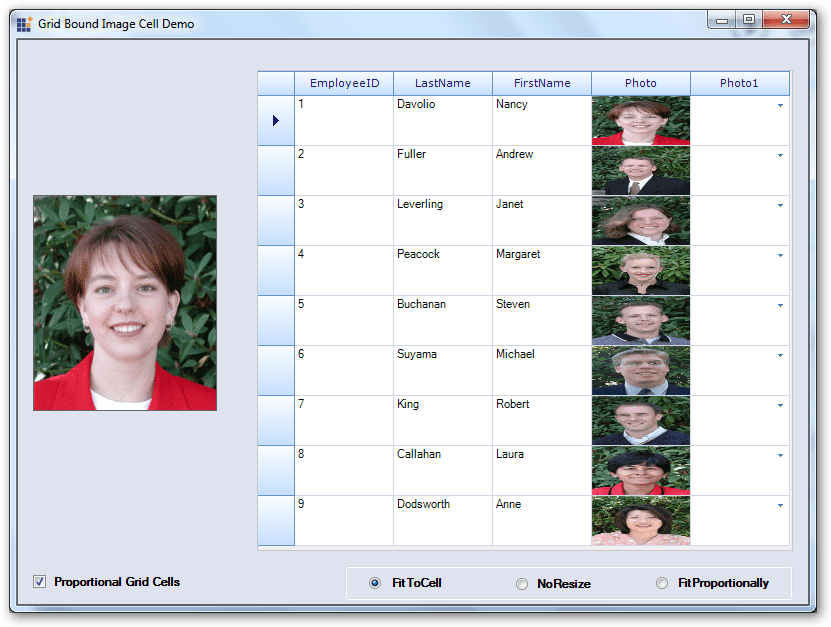 Grid Bound Image Cell Demo
EmployeeID LastName FirstName Photo Photo1
1 Davolio Nancy
2 Fuller Andrew
3 Leverling Janet
4 Peacock Margaret
5 Buchanan Steven
6 Suyama Michael
7 King Robert
8 Callahan Laura
9 Dodsworth Anne
Proportional Grid Cells FitToCell NoResize FitProportionally